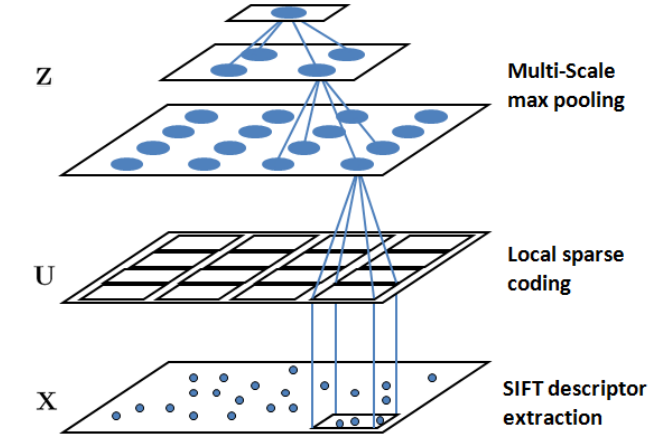 Z
Multi-Scale
max pooling
U
Local sparse
coding
X
SIFT descriptor
extraction